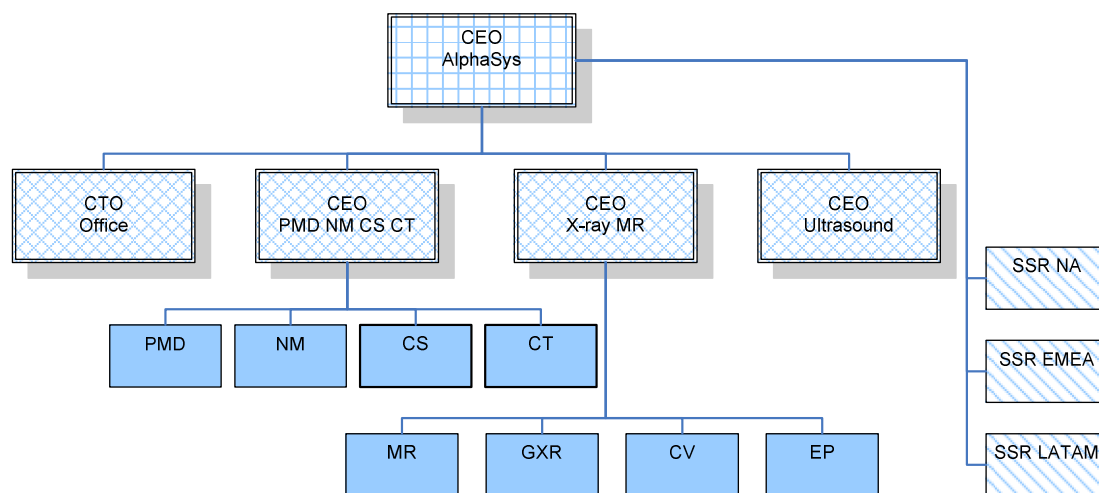 CEO
AlphaSys
CTO
Office
CEO
PMD NM CS CT
CEO
X-ray MR
CEO
Ultrasound
SSR NA
PMD
NM
CS
CT
SSR EMEA
MR
GXR
CV
EP
SSR LATAM